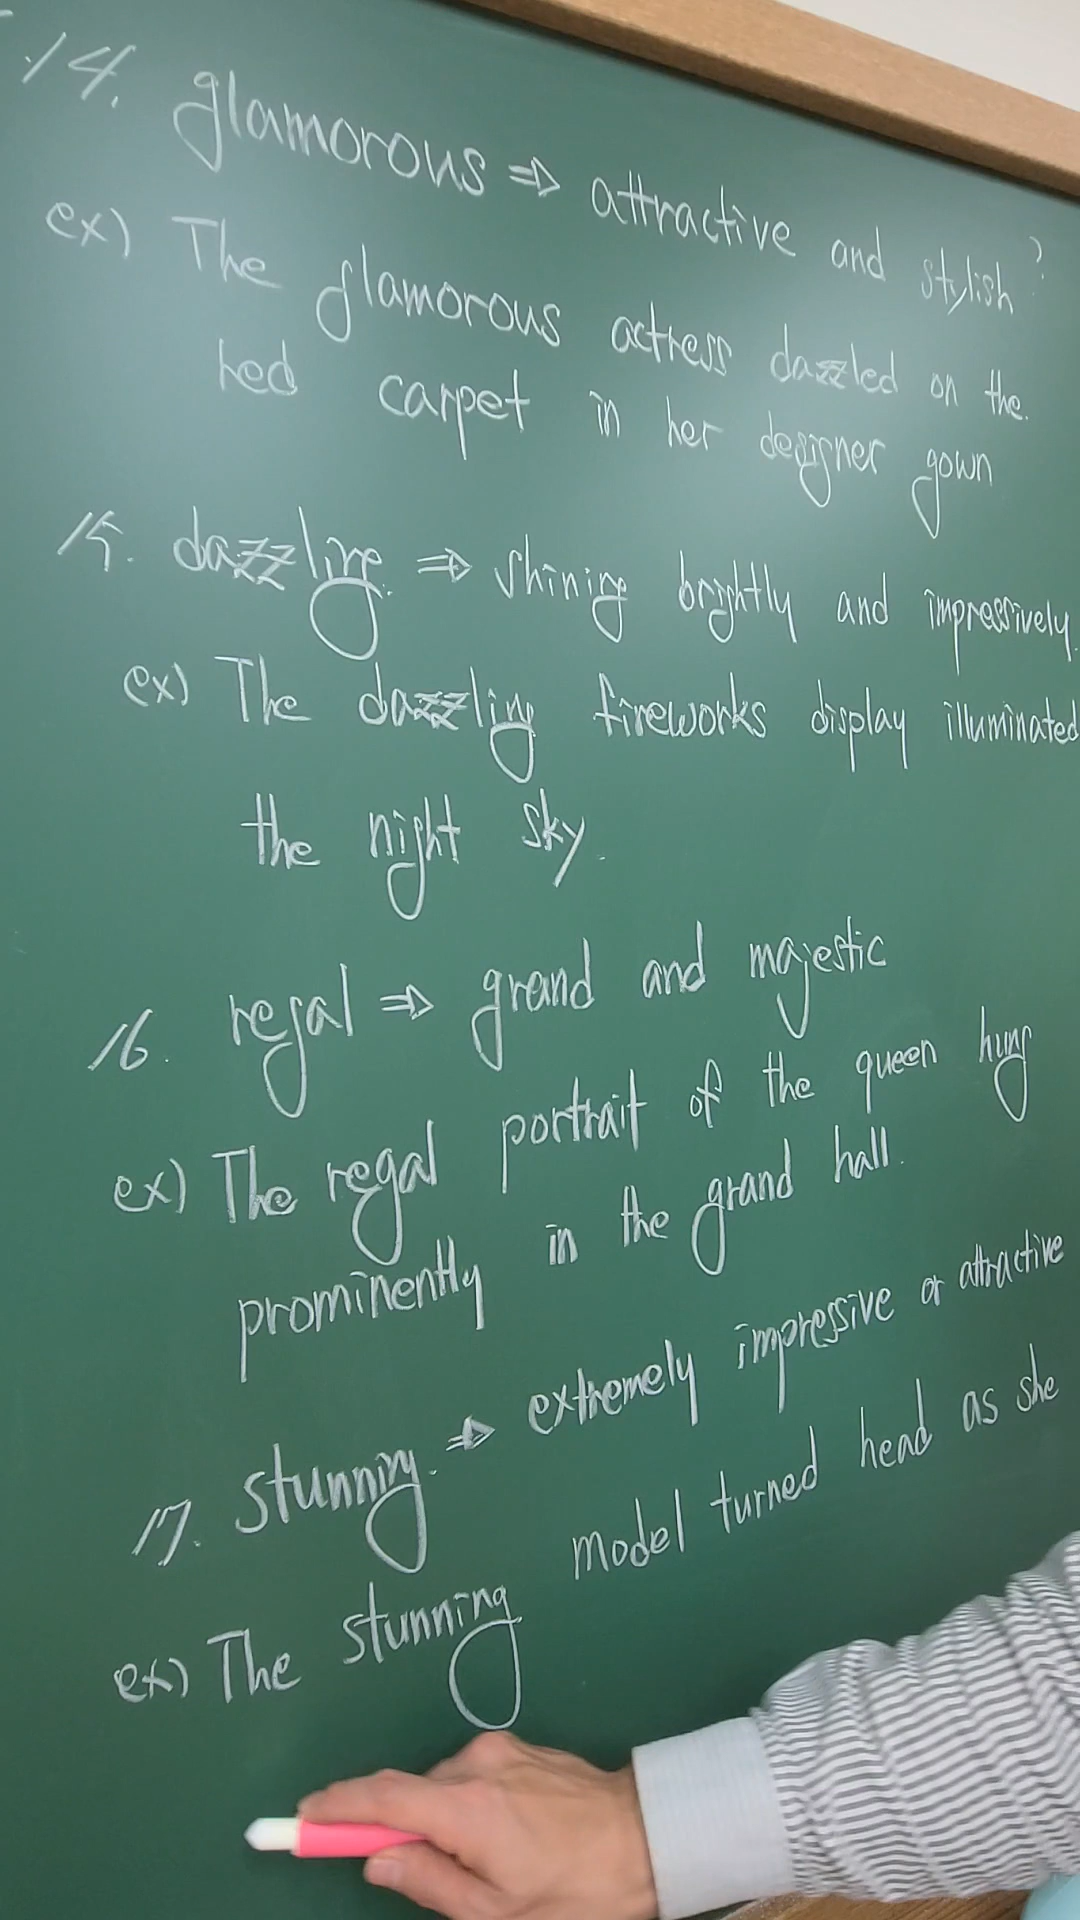 14. glamorous ⇒ attractive and stylish?
ex) The glamorous actress dazzled on the.
red carpet in her designer gown
15. dazzling. ⇒ shining brightly and impressively.
ex) The dazzling fireworks display illuminated
the night sky.
16. regal ⇒ grand and majestic
ex) The regal portrait of the queen hung
prominently in the grand hall.
17. stunning. ⇒ extremely impressive or attractive
ex) The stunning model turned head as she